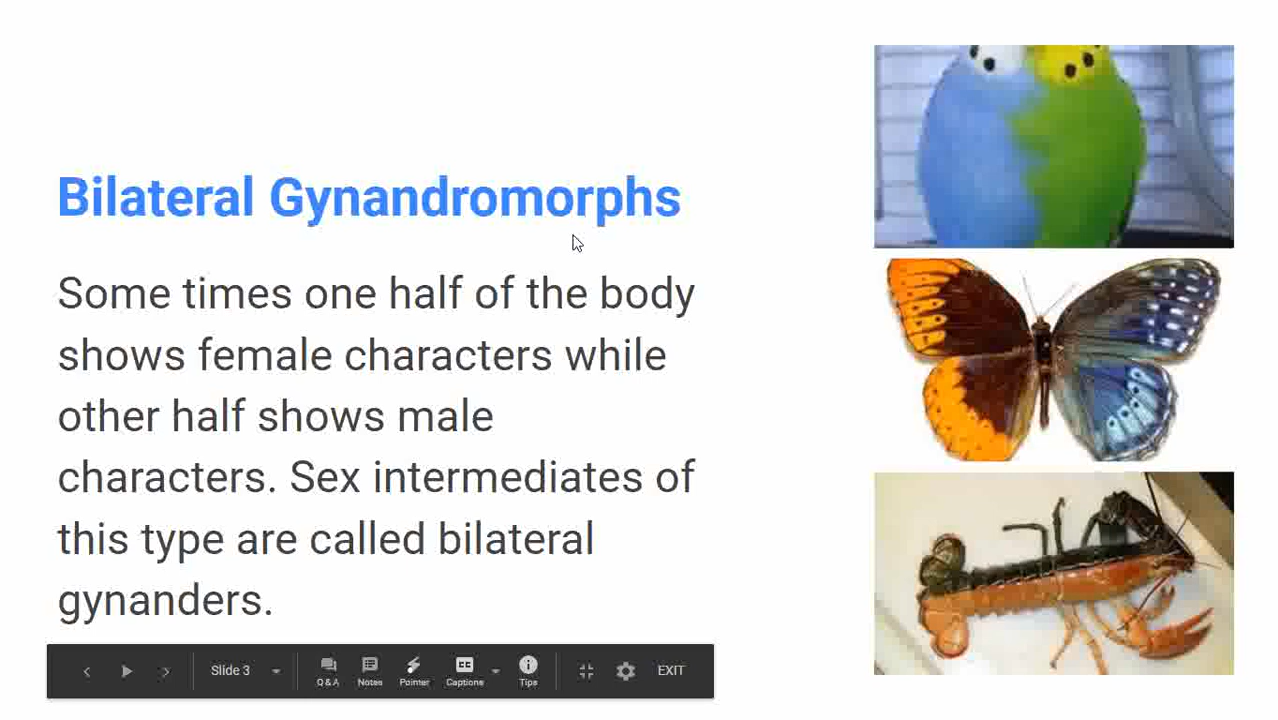 Bilateral Gynandromorphs
Some times one half of the body
shows female characters while
other half shows male
characters. Sex intermediates of
this type are called bilateral
gynanders.
Slide 3
Q & A
Notes
Pointer
Captions
Tips
EXIT